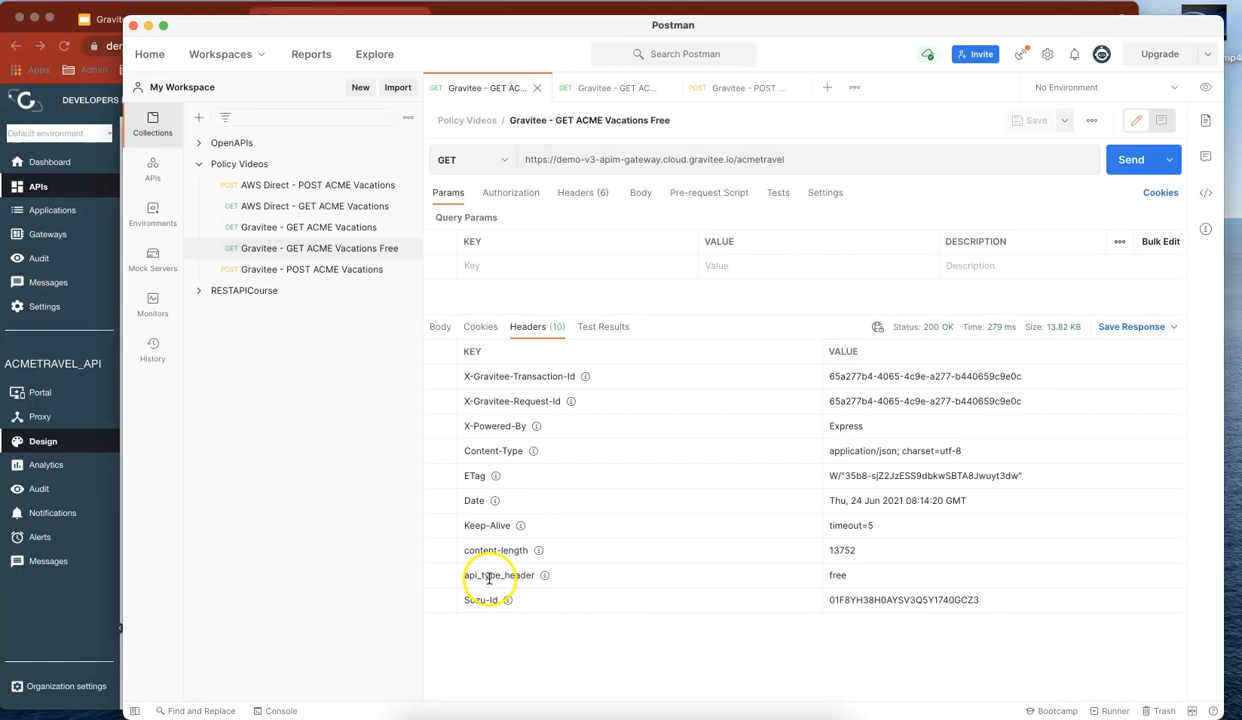 Postman
Gravite
Home
Workspaces
Reports
Explore
Search Postman
Invite
Upgrade
der
mp4
Apps
Admin
My Workspace
New
Import
GET Gravitee - GET AC...
GET Gravitee - GET AC...
POST Gravitee - POST ...
No Environment
DEVELOPERS
Default environment
Collections
APIs
Environments
Mock Servers
Monitors
History
OpenAPIs
Policy Videos
POST AWS Direct - POST ACME Vacations
GET AWS Direct - GET ACME Vacations
GET Gravitee - GET ACME Vacations
GET Gravitee - GET ACME Vacations Free
POST Gravitee - POST ACME Vacations
RESTAPICourse
Dashboard
APIs
Applications
Gateways
Audit
Messages
Settings
ACMETRAVEL_API
Portal
Proxy
Design
Analytics
Audit
Notifications
Alerts
Messages
Organization settings
Policy Videos / Gravitee - GET ACME Vacations Free
Save
GET
https://demo-v3-apim-gateway.cloud.gravitee.io/acmetravel
Send
Params
Authorization
Headers (6)
Body
Pre-request Script
Tests
Settings
Cookies
Query Params
KEY VALUE DESCRIPTION
Bulk Edit
Key Value Description
Body
Cookies
Headers (10)
Test Results
Status: 200 OK Time: 279 ms Size: 13.82 KB
Save Response
KEY VALUE
X-Gravitee-Transaction-Id 65a277b4-4065-4c9e-a277-b440659c9e0c
X-Gravitee-Request-Id 65a277b4-4065-4c9e-a277-b440659c9e0c
X-Powered-By Express
Content-Type application/json; charset=utf-8
ETag W/"35b8-sjZ2JzESS9dbkwSBTA8Jwuyt3dw"
Date Thu, 24 Jun 2021 08:14:20 GMT
Keep-Alive timeout=5
content-length 13752
api_type_header free
Sozu-Id 01F8YH38H0AYSV3Q5Y1740GCZ3
Find and Replace
Console
Bootcamp
Runner
Trash